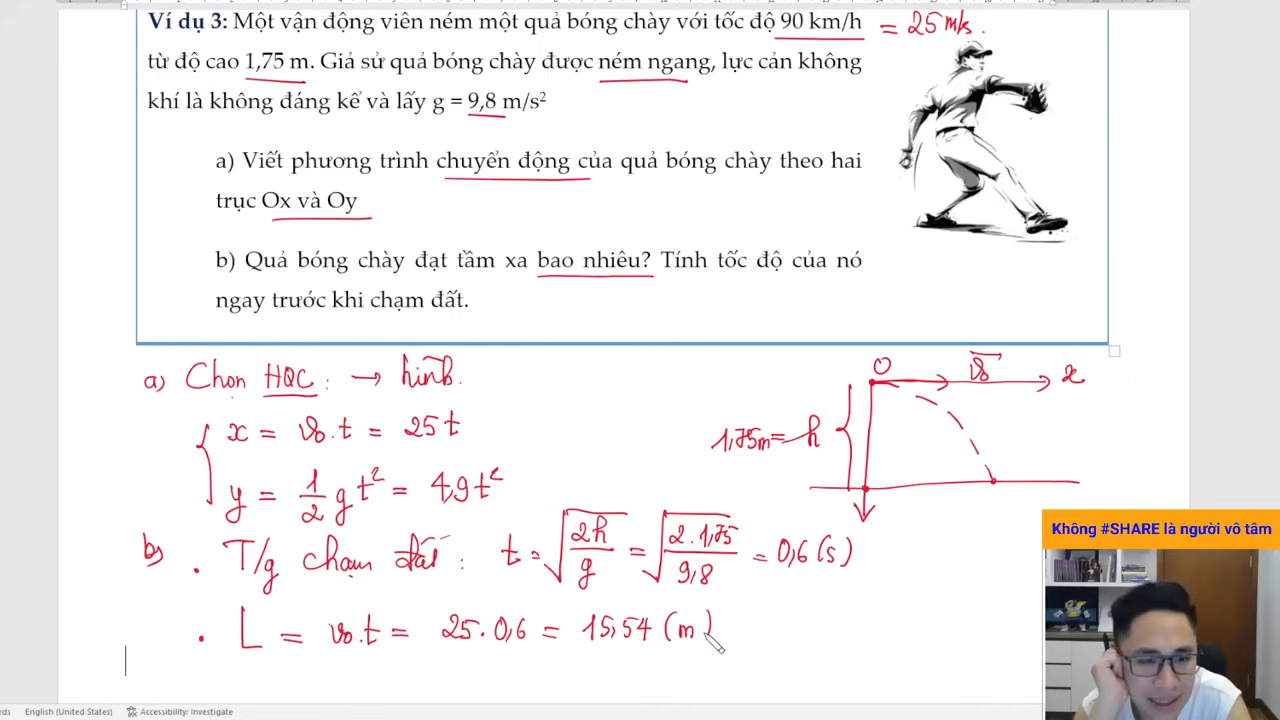 Ví dụ 3: Một vận động viên ném một quả bóng chày với tốc độ 90 km/h = 25 m/s.
từ độ cao 1,75 m. Giả sử quả bóng chày được ném ngang, lực cản không
khí là không đáng kể và lấy g = 9,8 m/s²
a) Viết phương trình chuyển động của quả bóng chày theo hai
trục Ox và Oy
b) Quả bóng chày đạt tầm xa bao nhiêu? Tính tốc độ của nó
ngay trước khi chạm đất.
a) Chọn HQC: → hình.
x = v₀.t = 25t
y = 1/2 g t² = 4,9t²
O v₀ x
1,75m = h
b) . T/g chạm đất: t = √(2h/g) = √(2.1,75/9,8) = 0,6 (s)
. L = v₀.t = 25.0,6 = 15,54 (m)
Không #SHARE là người vô tâm
English (United States) Accessibility: Investigate